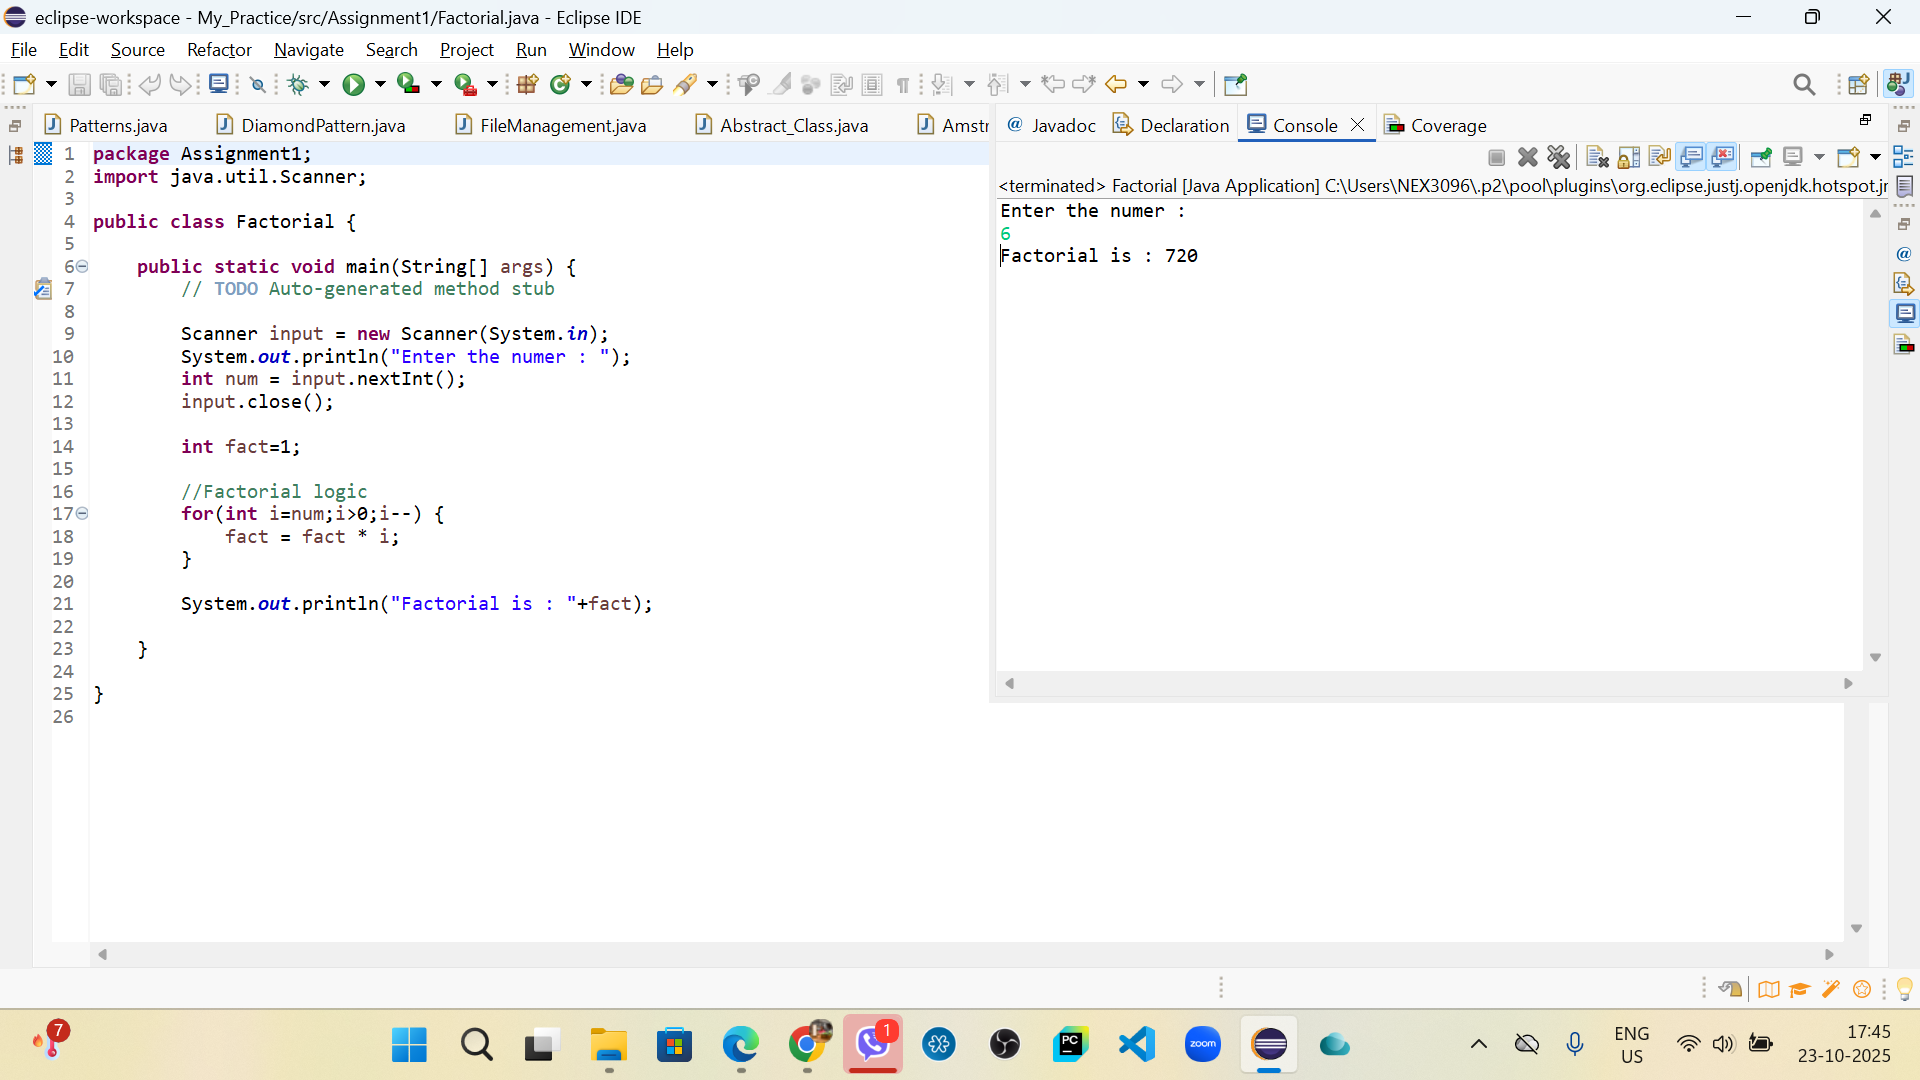 eclipse-workspace - My_Practice/src/Assignment1/Factorial.java - Eclipse IDE
File Edit Source Refactor Navigate Search Project Run Window Help
Patterns.java DiamondPattern.java FileManagement.java Abstract_Class.java Amstr
@ Javadoc Declaration Console Coverage
1 package Assignment1;
2 import java.util.Scanner;
3
4 public class Factorial {
5
6 public static void main(String[] args) {
7 // TODO Auto-generated method stub
8
9 Scanner input = new Scanner(System.in);
10 System.out.println("Enter the numer : ");
11 int num = input.nextInt();
12 input.close();
13
14 int fact=1;
15
16 //Factorial logic
17 for(int i=num;i>0;i--) {
18 fact = fact * i;
19 }
20
21 System.out.println("Factorial is : "+fact);
22
23 }
24
25 }
26
<terminated> Factorial [Java Application] C:\Users\NEX3096\.p2\pool\plugins\org.eclipse.justj.openjdk.hotspot.jr
Enter the numer :
6
Factorial is : 720
7
1
PC
zoom
ENG
US
17:45
23-10-2025